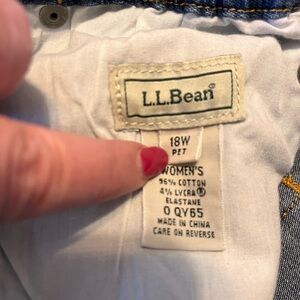 L.L.Bean®
18W
PET
WOMEN'S
96% COTTON
4% LYCRA®
ELASTANE
0 QY65
MADE IN CHINA
CARE ON REVERSE